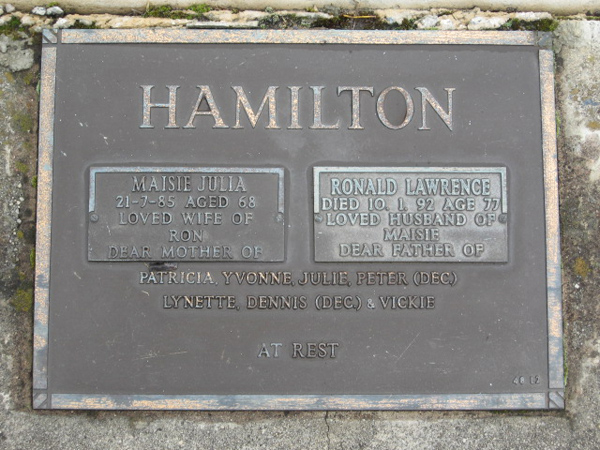 HAMILTON
MAISIE JULIA
21-7-85 AGED 68
LOVED WIFE OF
RON
DEAR MOTHER OF
RONALD LAWRENCE
DIED 10. 1. 92 AGE 77
LOVED HUSBAND OF
MAISIE
DEAR FATHER OF
PATRICIA, YVONNE, JULIE, PETER (DEC.)
LYNETTE, DENNIS (DEC.) & VICKIE
AT REST